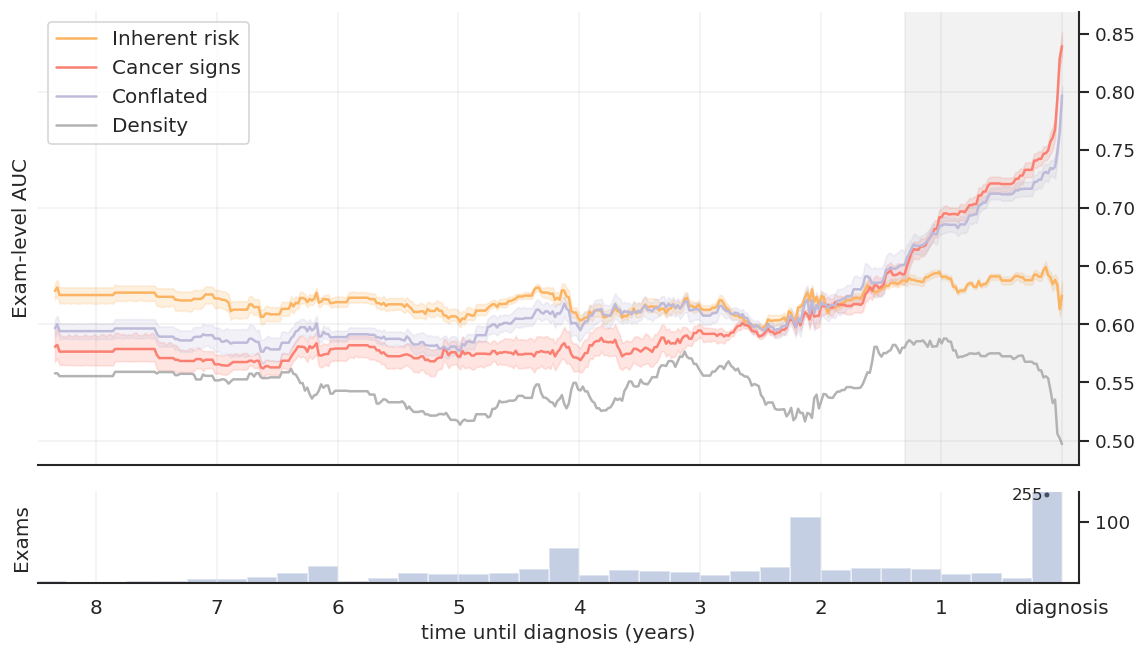 Inherent risk
Cancer signs
Conflated
Density
Exam-level AUC
0.85
0.80
0.75
0.70
0.65
0.60
0.55
0.50
Exams
255•
100
8 7 6 5 4 3 2 1 diagnosis
time until diagnosis (years)